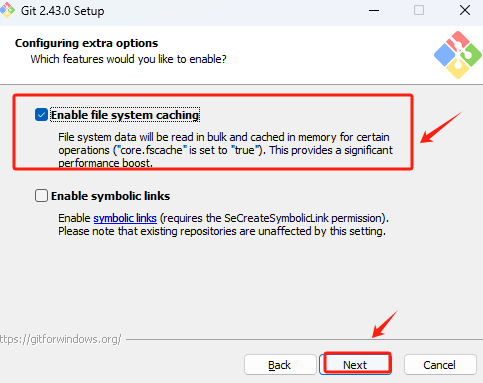 Git 2.43.0 Setup
Configuring extra options
Which features would you like to enable?
Enable file system caching
File system data will be read in bulk and cached in memory for certain
operations ("core.fscache" is set to "true"). This provides a significant
performance boost.
Enable symbolic links
Enable symbolic links (requires the SeCreateSymbolicLink permission).
Please note that existing repositories are unaffected by this setting.
ttps://gitforwindows.org/
Back Next Cancel